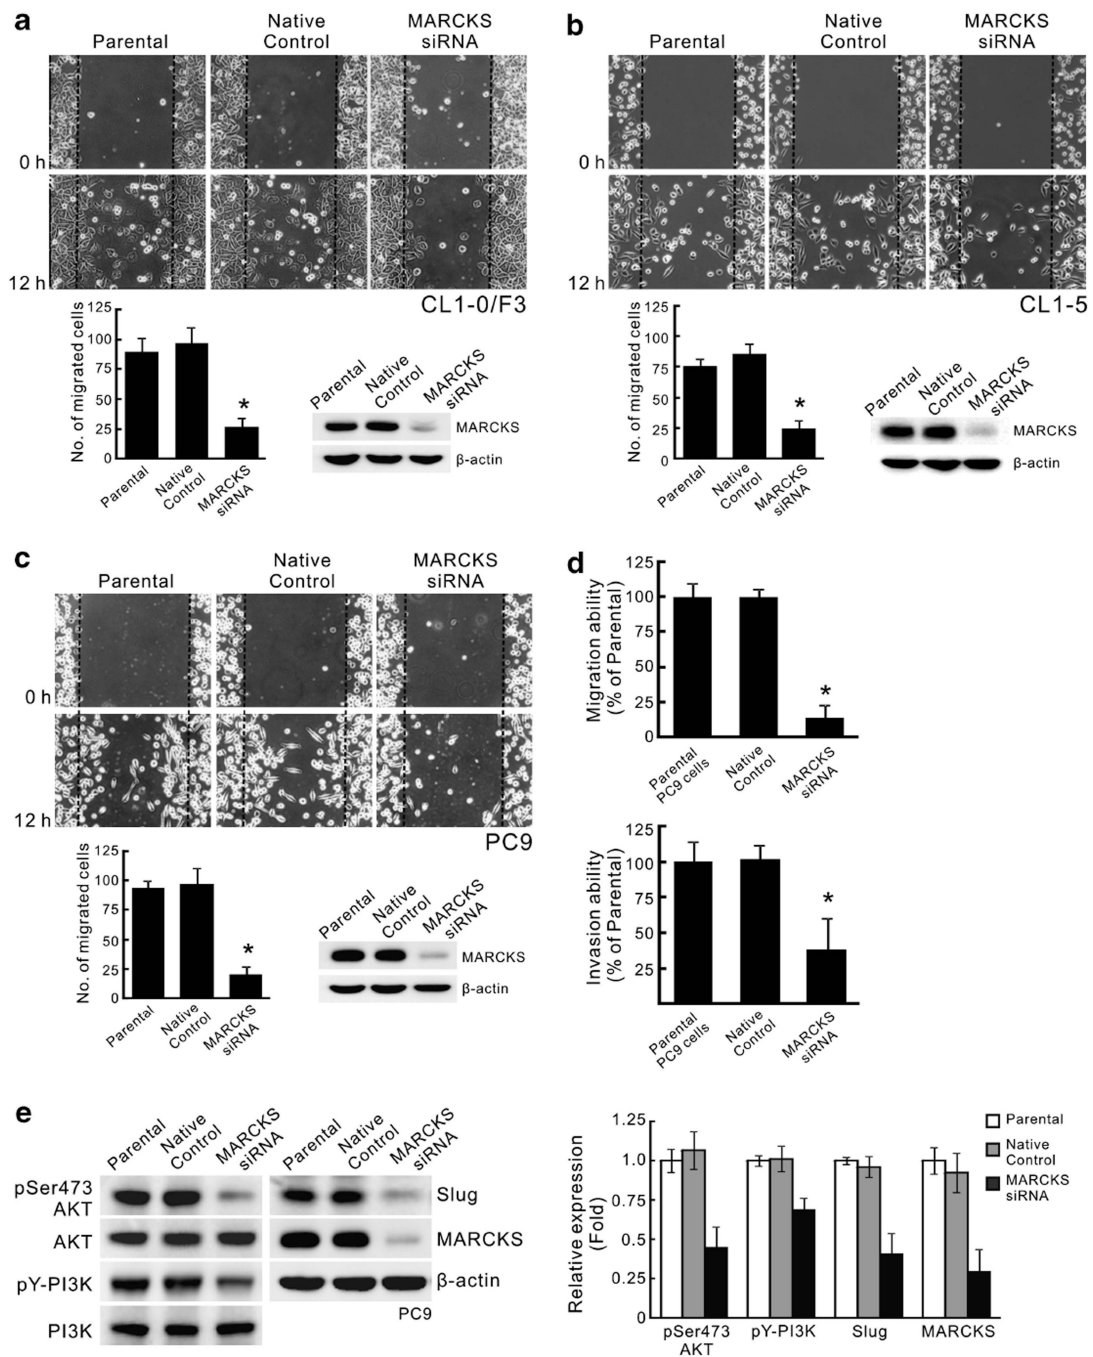 a
Parental
Native
Control
MARCKS
siRNA
0 h
12 h
CL1-0/F3
No. of migrated cells
125
100
75
50
25
0
Parental
Native
Control
MARCKS
siRNA
*
Parental
Native
Control
MARCKS
siRNA
MARCKS
β-actin
b
Parental
Native
Control
MARCKS
siRNA
0 h
12 h
CL1-5
No. of migrated cells
125
100
75
50
25
0
Parental
Native
Control
MARCKS
siRNA
*
Parental
Native
Control
MARCKS
siRNA
MARCKS
β-actin
c
Parental
Native
Control
MARCKS
siRNA
0 h
12 h
PC9
No. of migrated cells
125
100
75
50
25
0
Parental
Native
Control
MARCKS
siRNA
*
Parental
Native
Control
MARCKS
siRNA
MARCKS
β-actin
d
Migration ability
(% of Parental)
125
100
75
50
25
0
*
Parental
PC9 cells
Native
Control
MARCKS
siRNA
Invasion ability
(% of Parental)
125
100
75
50
25
*
Parental
PC9 cells
Native
Control
MARCKS
siRNA
e
Parental
Native
Control
MARCKS
siRNA
Parental
Native
Control
MARCKS
siRNA
pSer473
AKT
AKT
pY-PI3K
PI3K
Slug
MARCKS
β-actin
PC9
Relative expression
(Fold)
1.25
1.0
0.75
0.5
0.25
0
pSer473
AKT
pY-PI3K
Slug
MARCKS
Parental
Native
Control
MARCKS
siRNA